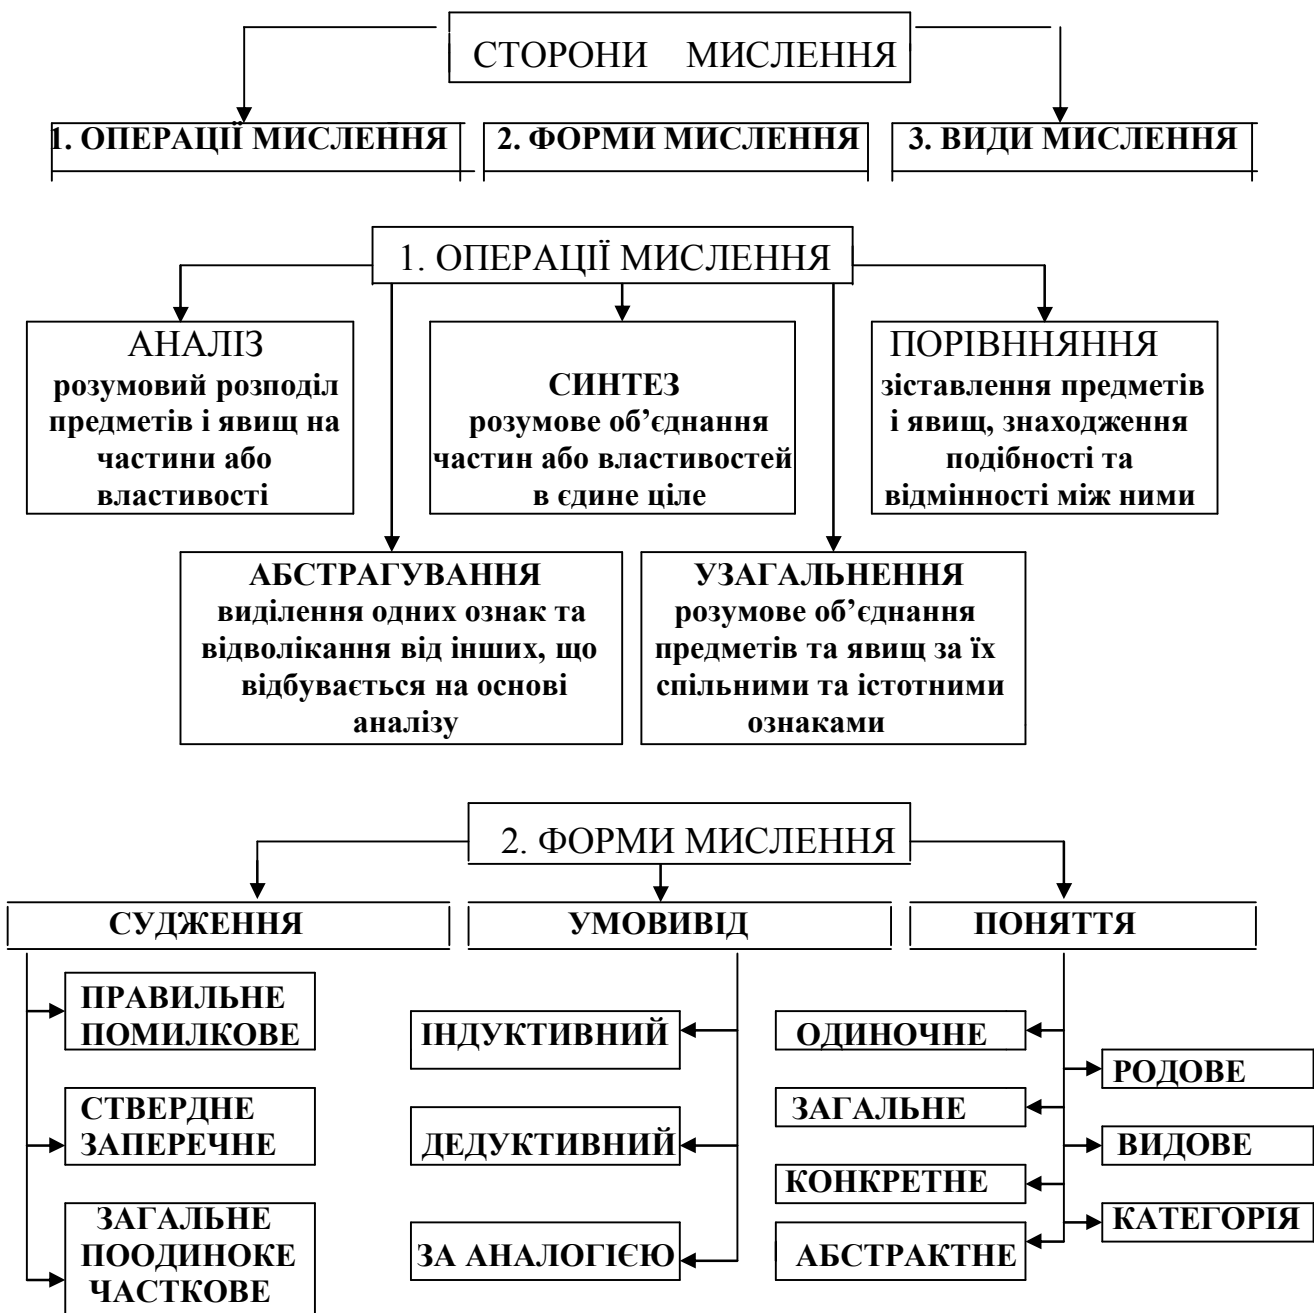 СТОРОНИ МИСЛЕННЯ
1. ОПЕРАЦІЇ МИСЛЕННЯ
2. ФОРМИ МИСЛЕННЯ
3. ВИДИ МИСЛЕННЯ
1. ОПЕРАЦІЇ МИСЛЕННЯ
АНАЛІЗ
розумовий розподіл
предметів і явищ на
частини або
властивості
СИНТЕЗ
розумове об’єднання
частин або властивостей
в єдине ціле
ПОРІВННЯННЯ
зіставлення предметів
і явищ, знаходження
подібності та
відмінності між ними
АБСТРАГУВАННЯ
виділення одних ознак та
відволікання від інших, що
відбувається на основі
аналізу
УЗАГАЛЬНЕННЯ
розумове об’єднання
предметів та явищ за їх
спільними та істотними
ознаками
2. ФОРМИ МИСЛЕННЯ
СУДЖЕННЯ
ПРАВИЛЬНЕ
ПОМИЛКОВЕ
СТВЕРДНЕ
ЗАПЕРЕЧНЕ
ЗАГАЛЬНЕ
ПООДИНОКЕ
ЧАСТКОВЕ
УМОВИВІД
ІНДУКТИВНИЙ
ДЕДУКТИВНИЙ
ЗА АНАЛОГІЄЮ
ПОНЯТТЯ
ОДИНОЧНЕ
ЗАГАЛЬНЕ
КОНКРЕТНЕ
АБСТРАКТНЕ
РОДОВЕ
ВИДОВЕ
КАТЕГОРІЯ